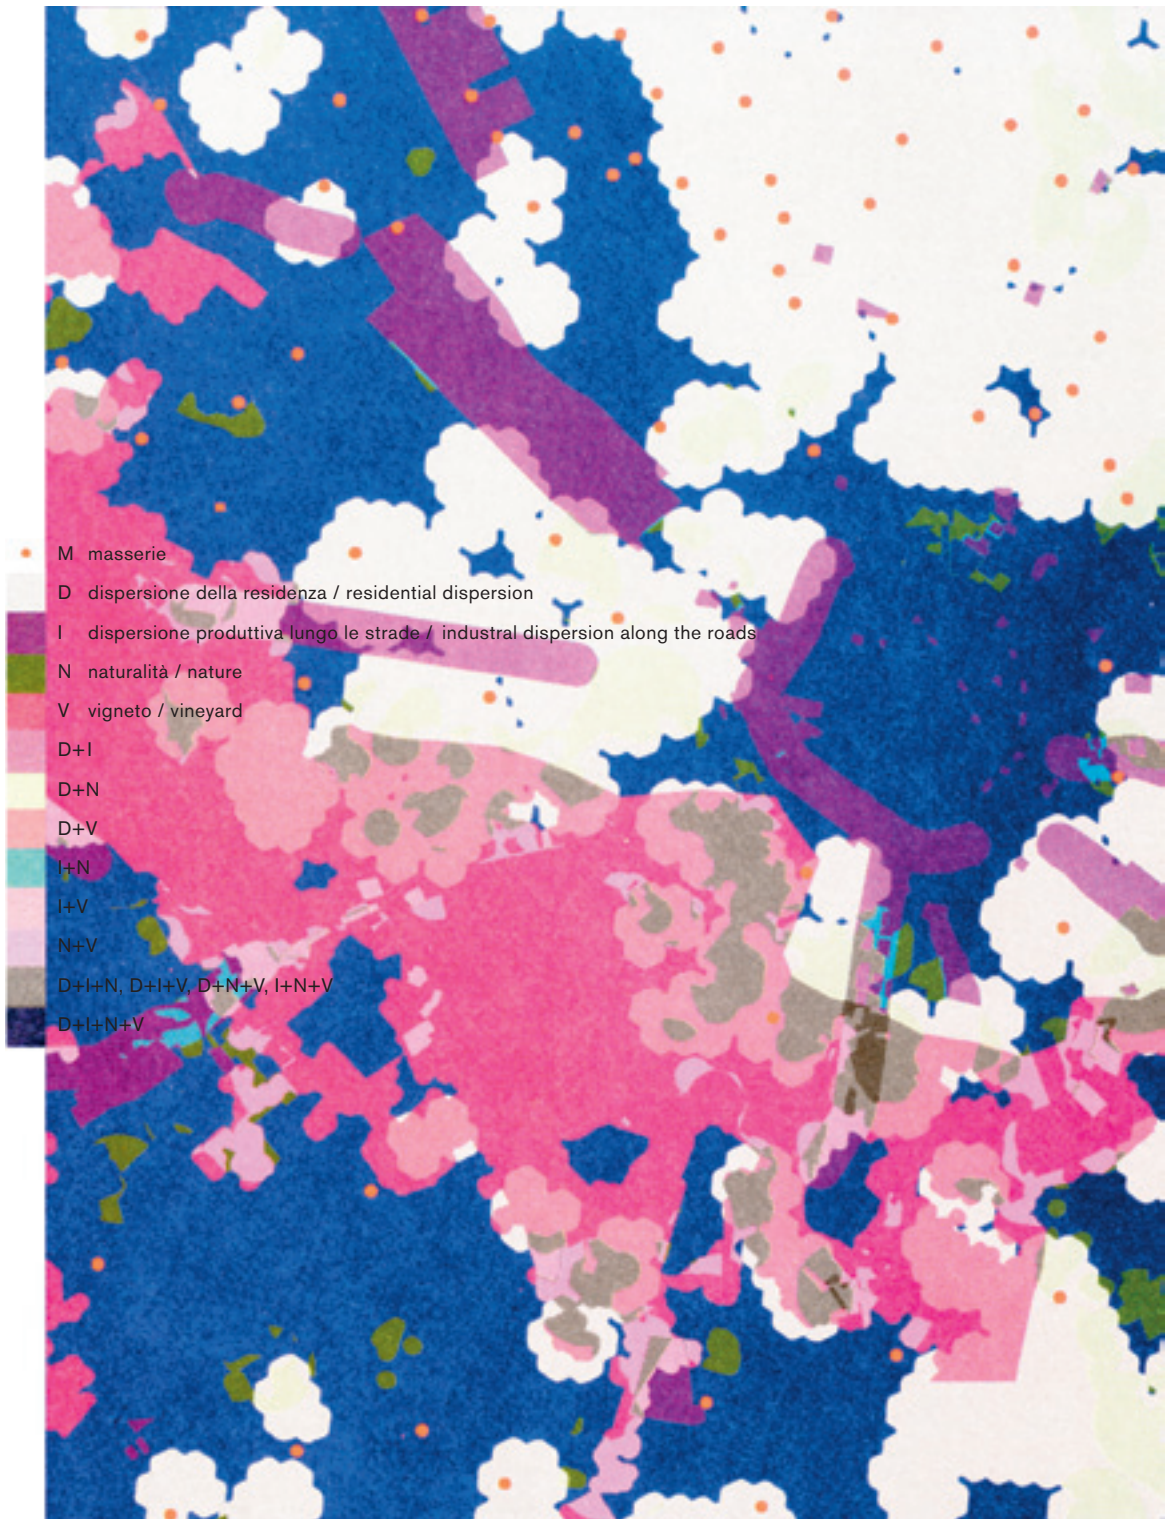 M masserie
D dispersione della residenza / residential dispersion
I dispersione produttiva lungo le strade / industral dispersion along the roads
N naturalità / nature
V vigneto / vineyard
D+I
D+N
D+V
I+N
I+V
N+V
D+I+N, D+I+V, D+N+V, I+N+V
D+I+N+V